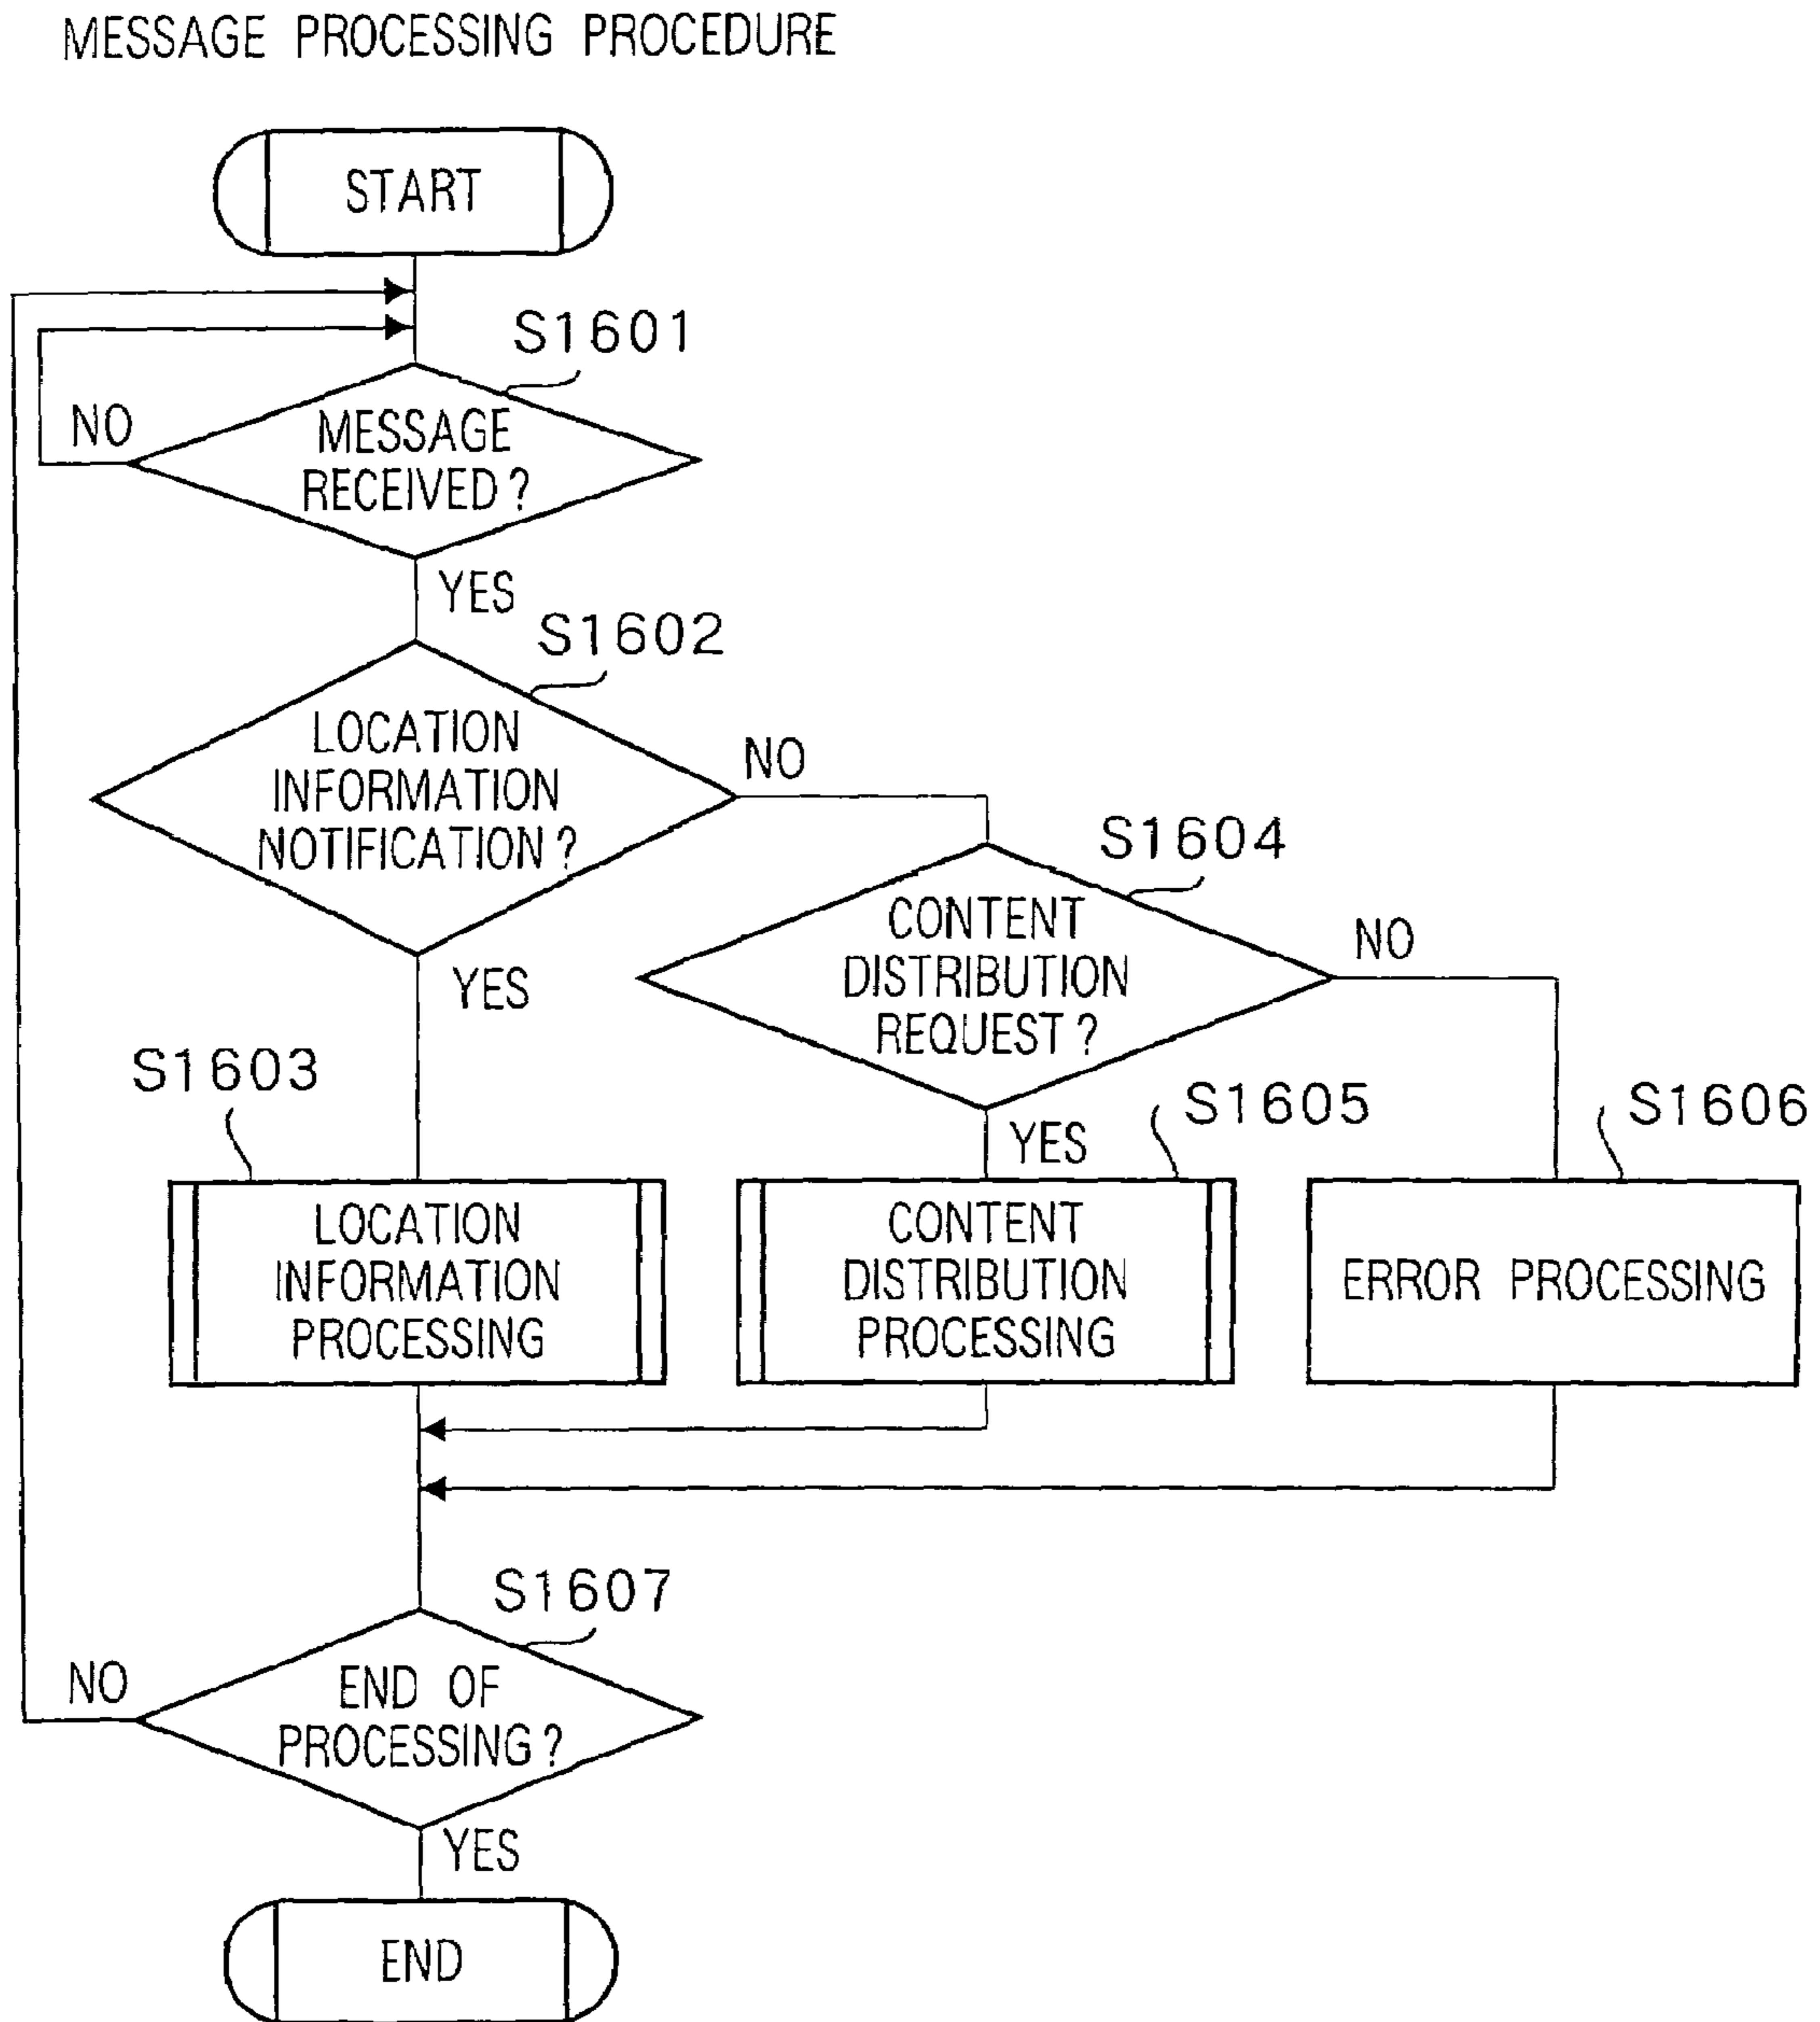 MESSAGE PROCESSING PROCEDURE
START
S1601
NO
MESSAGE
RECEIVED?
YES
S1602
LOCATION
INFORMATION
NOTIFICATION?
NO
YES
S1604
CONTENT
DISTRIBUTION
REQUEST?
NO
YES
S1603
LOCATION
INFORMATION
PROCESSING
S1605
CONTENT
DISTRIBUTION
PROCESSING
S1606
ERROR PROCESSING
S1607
NO
END OF
PROCESSING?
YES
END